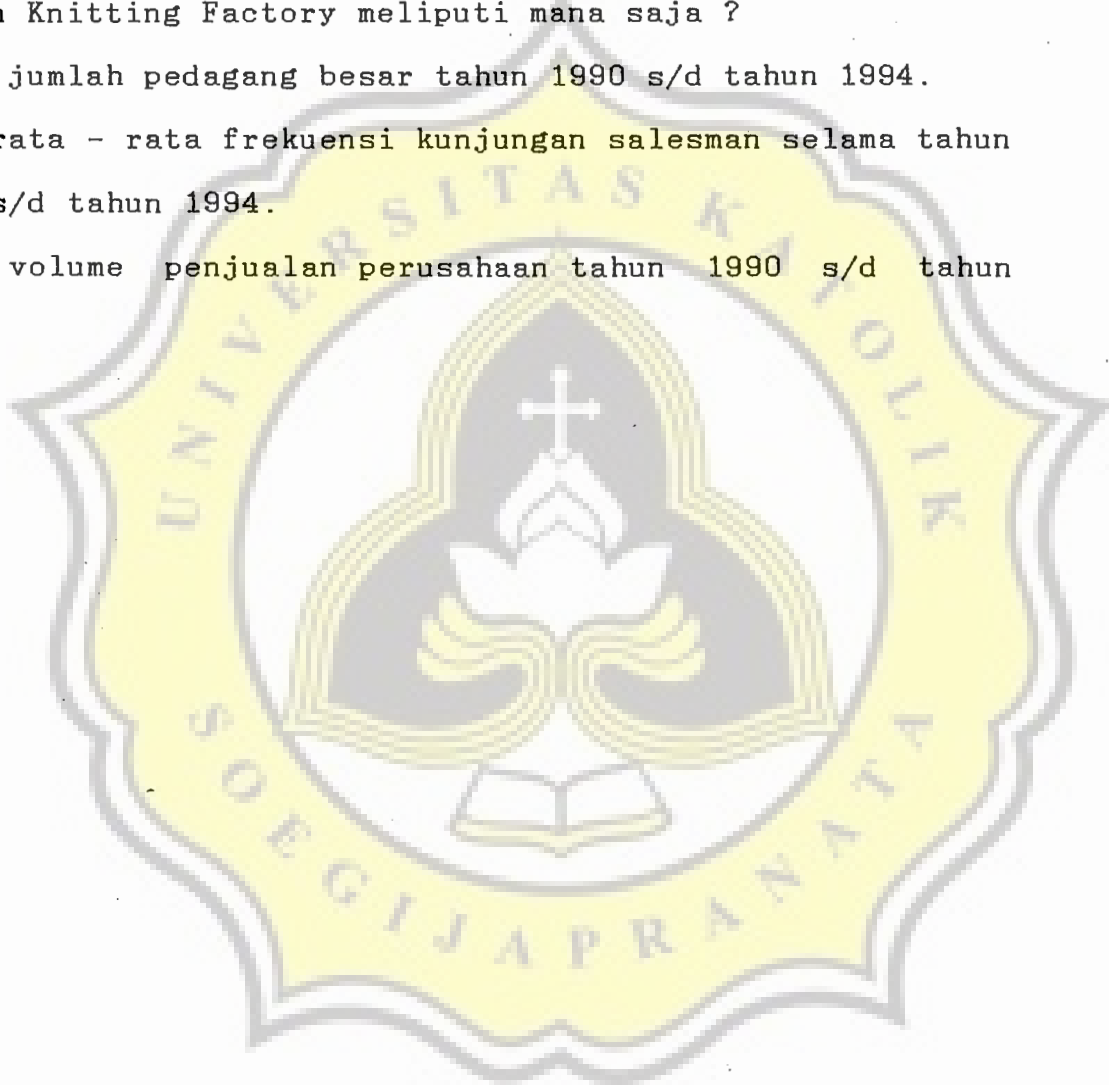 Knitting Factory meliputi mana saja ?
jumlah pedagang besar tahun 1990 s/d tahun 1994.
rata - rata frekuensi kunjungan salesman selama tahun
s/d tahun 1994.
volume penjualan perusahaan tahun 1990 s/d tahun
UNIVERSITAS KATOLIK
SOEGIJAPRANATA